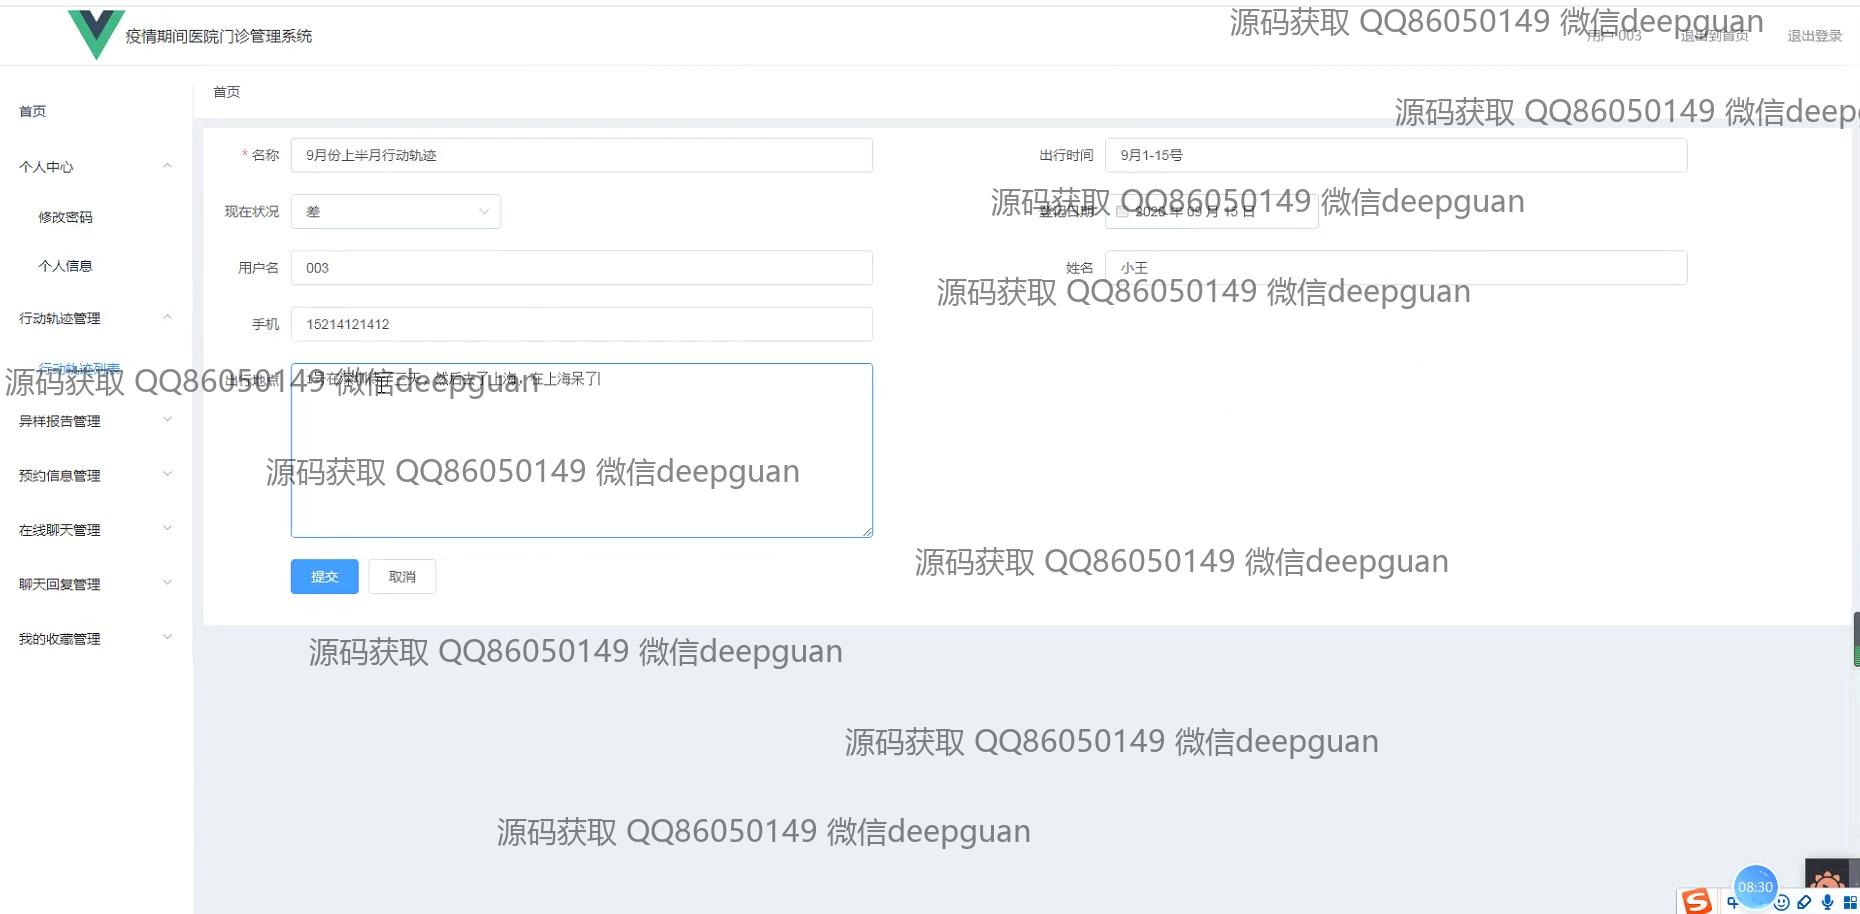 疫情期间医院门诊管理系统
源码获取 QQ86050149 微信deepguan
用户 003
退出到首页
退出登录
首页
首页
源码获取 QQ86050149 微信deepg
个人中心
修改密码
个人信息
行动轨迹管理
行动轨迹列表
异样报告管理
预约信息管理
在线聊天管理
聊天回复管理
我的收藏管理
* 名称 9月份上半月行动轨迹
出行时间 9月1-15号
现在状况 差
登记日期 2020 年 09 月 15 日
源码获取 QQ86050149 微信deepguan
用户名 003
姓名 小王
源码获取 QQ86050149 微信deepguan
手机 15214121412
出行地点 在深圳待了三天，然后去了上海，在上海呆了
源码获取 QQ86050149 微信deepguan
源码获取 QQ86050149 微信deepguan
源码获取 QQ86050149 微信deepguan
提交 取消
源码获取 QQ86050149 微信deepguan
源码获取 QQ86050149 微信deepguan
源码获取 QQ86050149 微信deepguan
08:30